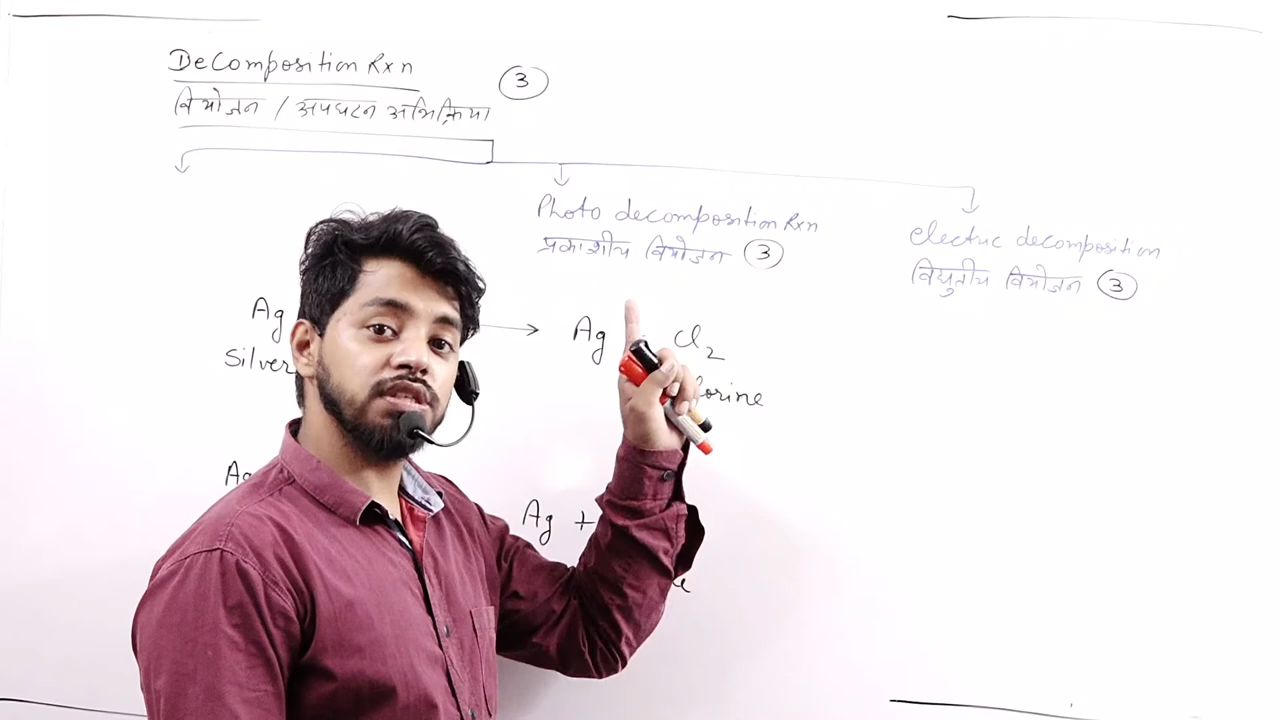 Decomposition Rxn
3
वियोजन / अपघटन अभिक्रिया
Photo decomposition Rxn
प्रकाशीय वियोजन 3
electric decomposition
विद्युतीय वियोजन 3
Ag → Ag Cl2
Silver
Ag Ag +